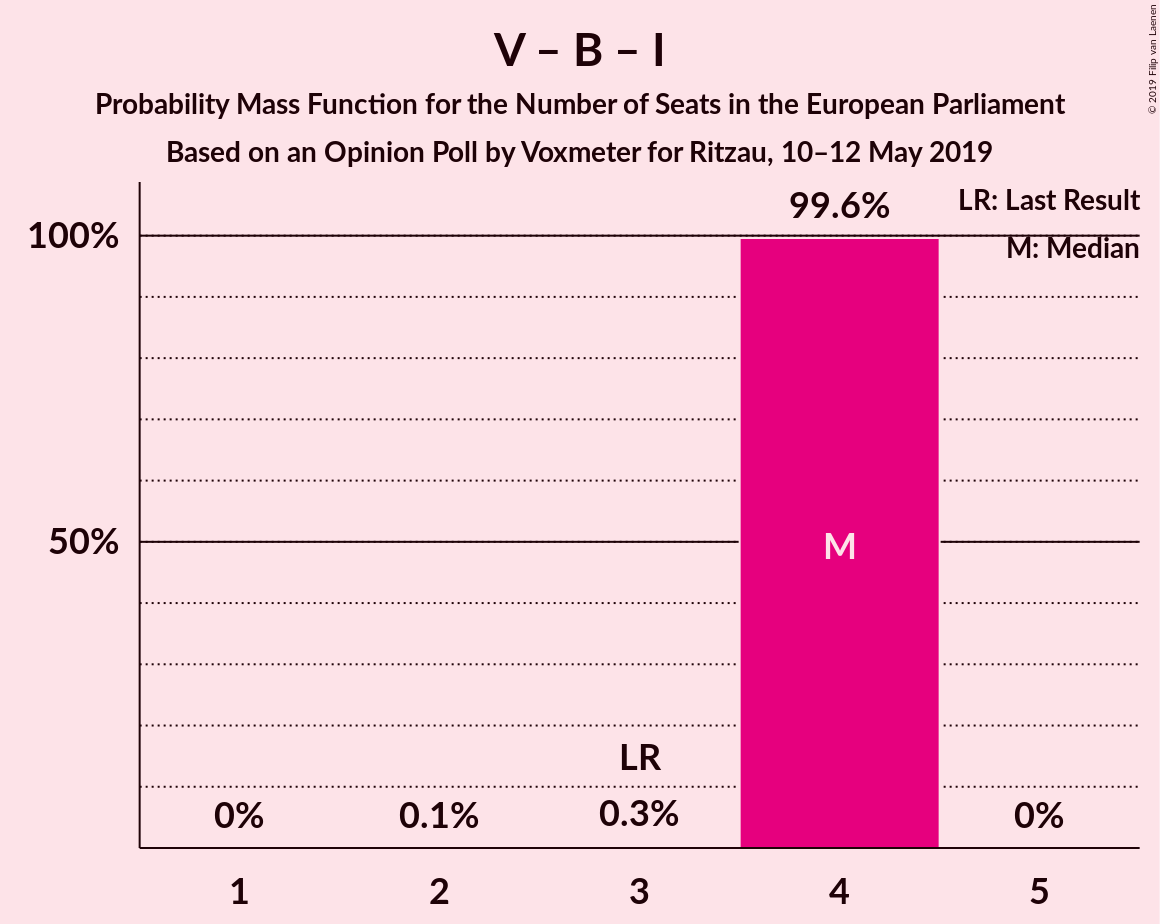 V – B – I
Probability Mass Function for the Number of Seats in the European Parliament
Based on an Opinion Poll by Voxmeter for Ritzau, 10–12 May 2019
© 2019 Filip van Laenen
LR: Last Result
M: Median
99.6%
100%
50%
M
LR
0%
0.1%
0.3%
0%
1
2
3
4
5